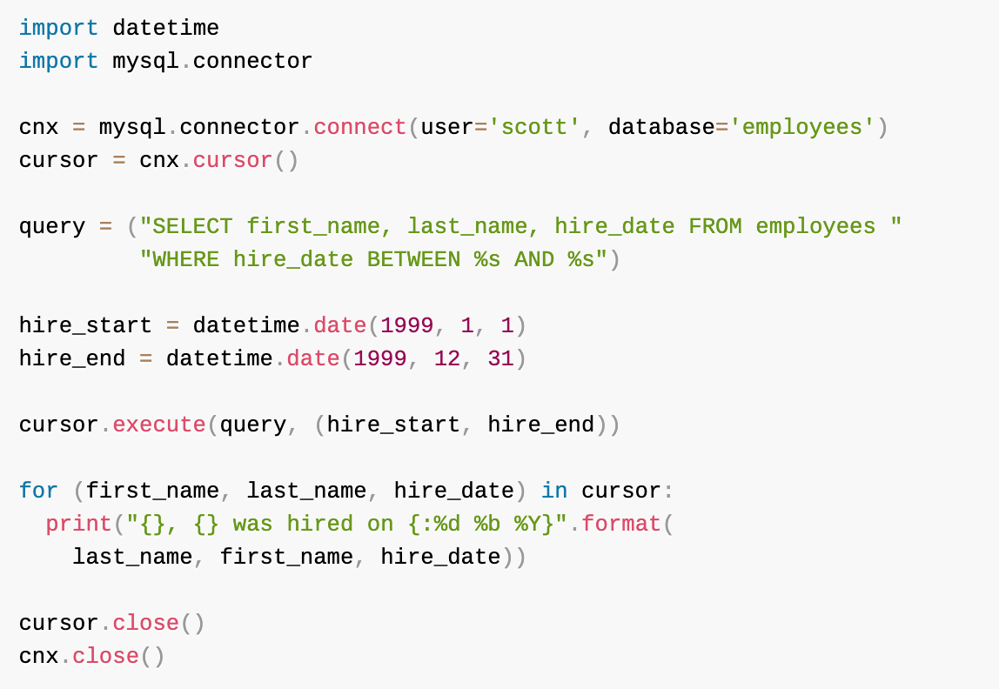 import datetime
import mysql.connector

cnx = mysql.connector.connect(user='scott', database='employees')
cursor = cnx.cursor()

query = ("SELECT first_name, last_name, hire_date FROM employees "
         "WHERE hire_date BETWEEN %s AND %s")

hire_start = datetime.date(1999, 1, 1)
hire_end = datetime.date(1999, 12, 31)

cursor.execute(query, (hire_start, hire_end))

for (first_name, last_name, hire_date) in cursor:
  print("{}, {} was hired on {:%d %b %Y}".format(
    last_name, first_name, hire_date))

cursor.close()
cnx.close()